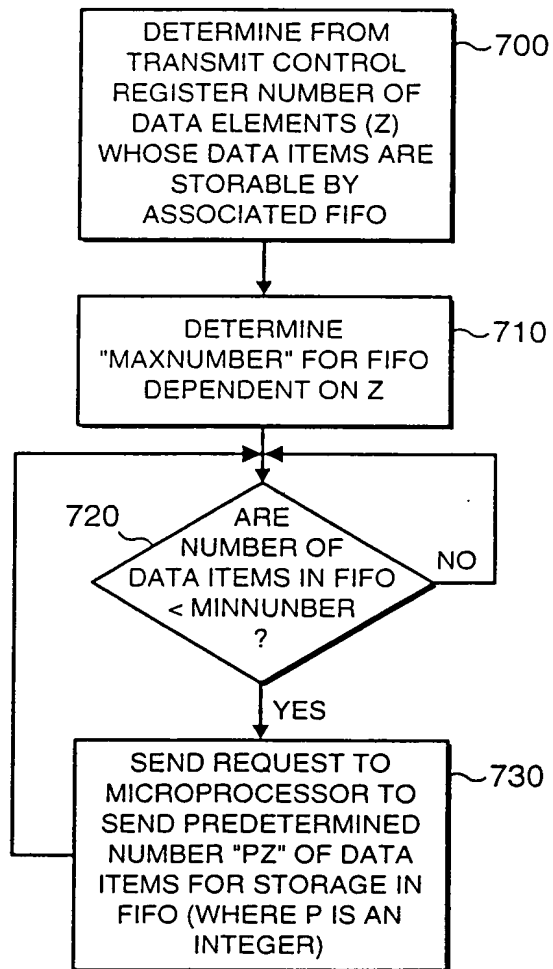 DETERMINE FROM
TRANSMIT CONTROL
REGISTER NUMBER OF
DATA ELEMENTS (Z)
WHOSE DATA ITEMS ARE
STORABLE BY
ASSOCIATED FIFO
700
DETERMINE
"MAXNUMBER" FOR FIFO
DEPENDENT ON Z
710
720
ARE
NUMBER OF
DATA ITEMS IN FIFO
< MINNUNBER
?
NO
YES
SEND REQUEST TO
MICROPROCESSOR TO
SEND PREDETERMINED
NUMBER "PZ" OF DATA
ITEMS FOR STORAGE IN
FIFO (WHERE P IS AN
INTEGER)
730